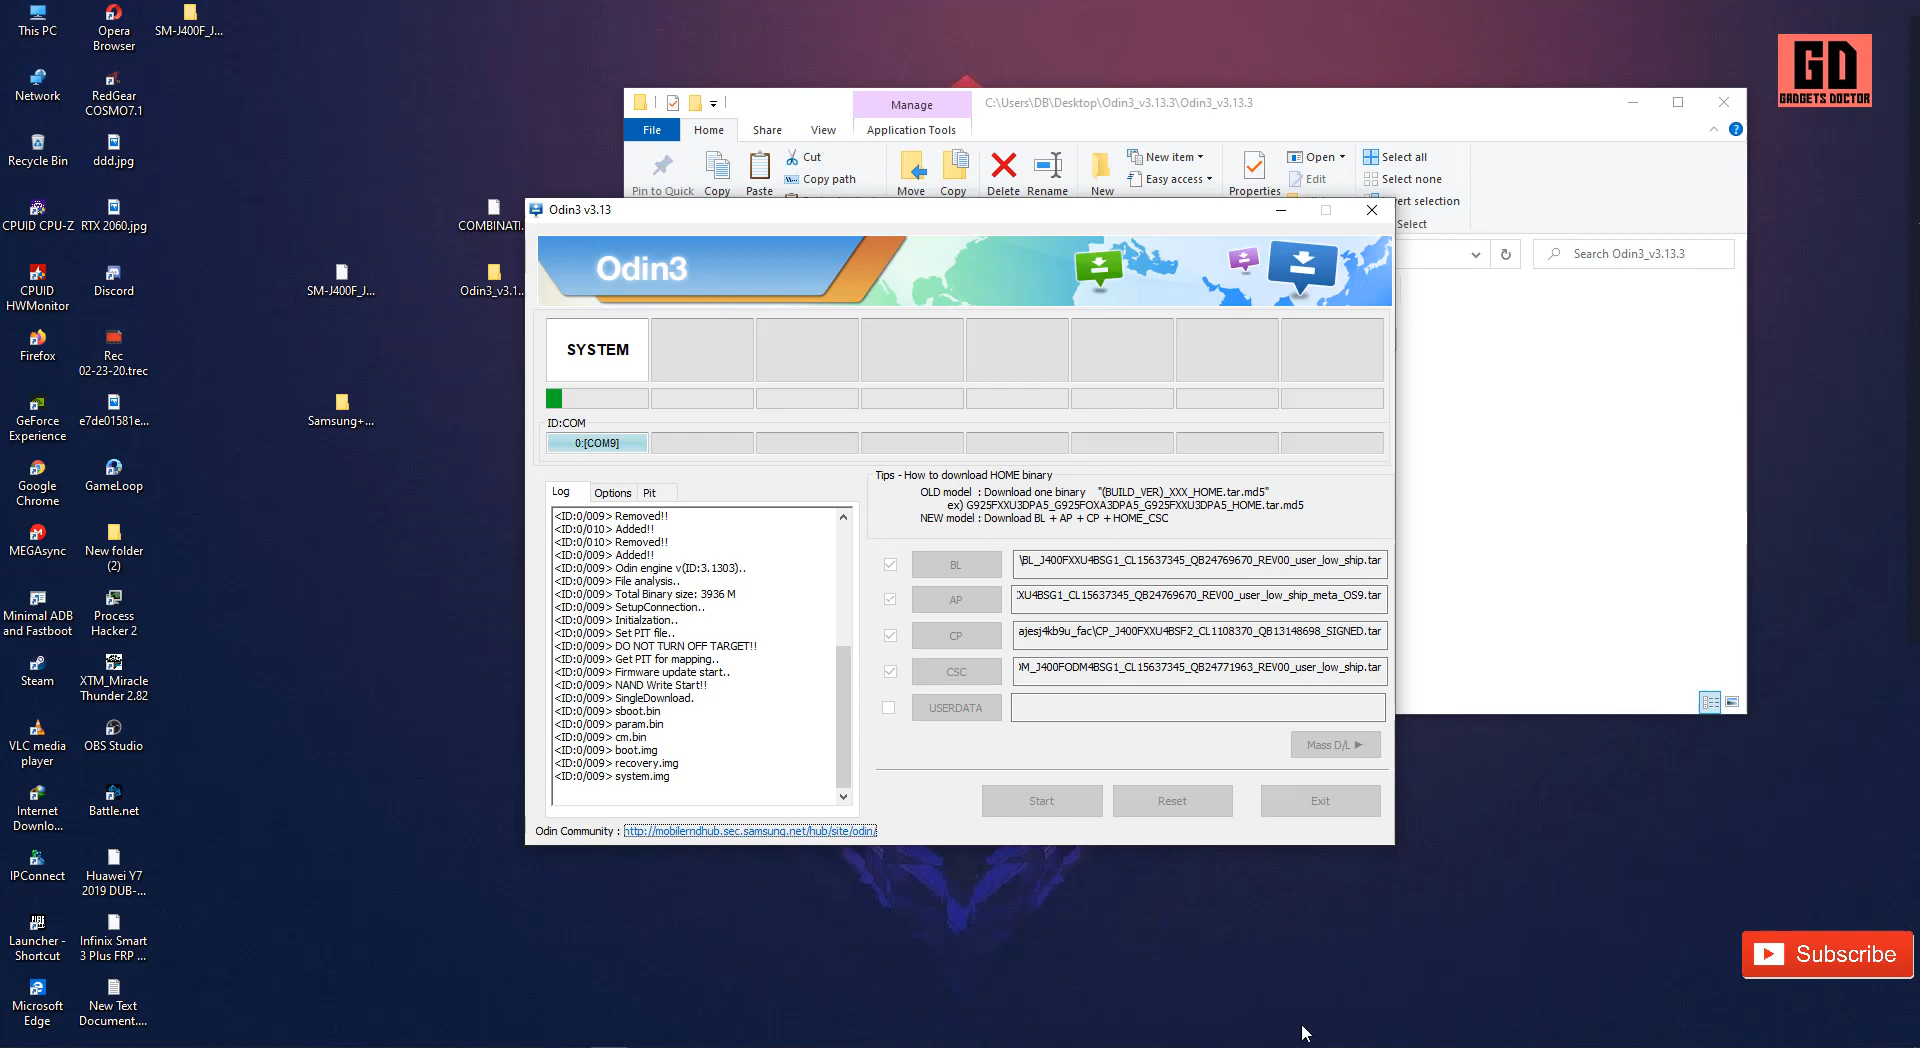 This PC
Opera
Browser
SM-J400F_J...
Network
RedGear
COSMO7.1
Recycle Bin
ddd.jpg
CPUID CPU-Z
RTX 2060.jpg
COMBINATI...
CPUID
HWMonitor
Discord
SM-J400F_J...
Odin3_v3.1...
Firefox
Rec
02-23-20.trec
GeForce
Experience
e7de01581e...
Samsung+...
Google
Chrome
GameLoop
MEGAsync
New folder
(2)
Minimal ADB
and Fastboot
Process
Hacker 2
Steam
XTM_Miracle
Thunder 2.82
VLC media
player
OBS Studio
Internet
Downlo...
Battle.net
IPConnect
Huawei Y7
2019 DUB-...
Launcher -
Shortcut
Infinix Smart
3 Plus FRP ...
Microsoft
Edge
New Text
Document....
GD
GADGETS DOCTOR
Manage
C:\Users\DB\Desktop\Odin3_v3.13.3\Odin3_v3.13.3
File
Home
Share
View
Application Tools
Pin to Quick
Copy
Paste
Cut
Copy path
Move
Copy
Delete
Rename
New
New item
Easy access
Properties
Open
Edit
Select all
Select none
ert selection
Select
Search Odin3_v3.13.3
Odin3 v3.13
Odin3
SYSTEM
ID:COM
0:[COM9]
Log
Options
Pit
<ID:0/009> Removed!!
<ID:0/010> Added!!
<ID:0/010> Removed!!
<ID:0/009> Added!!
<ID:0/009> Odin engine v(ID:3.1303)..
<ID:0/009> File analysis..
<ID:0/009> Total Binary size: 3936 M
<ID:0/009> SetupConnection..
<ID:0/009> Initialzation..
<ID:0/009> Set PIT file..
<ID:0/009> DO NOT TURN OFF TARGET!!
<ID:0/009> Get PIT for mapping..
<ID:0/009> Firmware update start..
<ID:0/009> NAND Write Start!!
<ID:0/009> SingleDownload.
<ID:0/009> sboot.bin
<ID:0/009> param.bin
<ID:0/009> cm.bin
<ID:0/009> boot.img
<ID:0/009> recovery.img
<ID:0/009> system.img
Tips - How to download HOME binary
OLD model : Download one binary "(BUILD_VER)_XXX_HOME.tar.md5"
ex) G925FXXU3DPA5_G925FOXA3DPA5_G925FXXU3DPA5_HOME.tar.md5
NEW model : Download BL + AP + CP + HOME_CSC
BL
\BL_J400FXXU4BSG1_CL15637345_QB24769670_REV00_user_low_ship.tar
AP
XU4BSG1_CL15637345_QB24769670_REV00_user_low_ship_meta_OS9.tar
CP
ajesj4kb9u_fac\CP_J400FXXU4BSF2_CL1108370_QB13148698_SIGNED.tar
CSC
M_J400FODM4BSG1_CL15637345_QB24771963_REV00_user_low_ship.tar
USERDATA
Mass D/L
Start
Reset
Exit
Odin Community : http://mobilerndhub.sec.samsung.net/hub/site/odin/
Subscribe